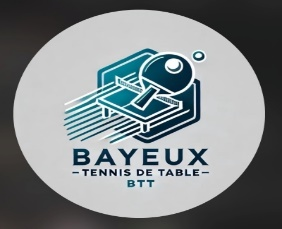 BAYEUX
-TENNIS DE TABLE-
BTT